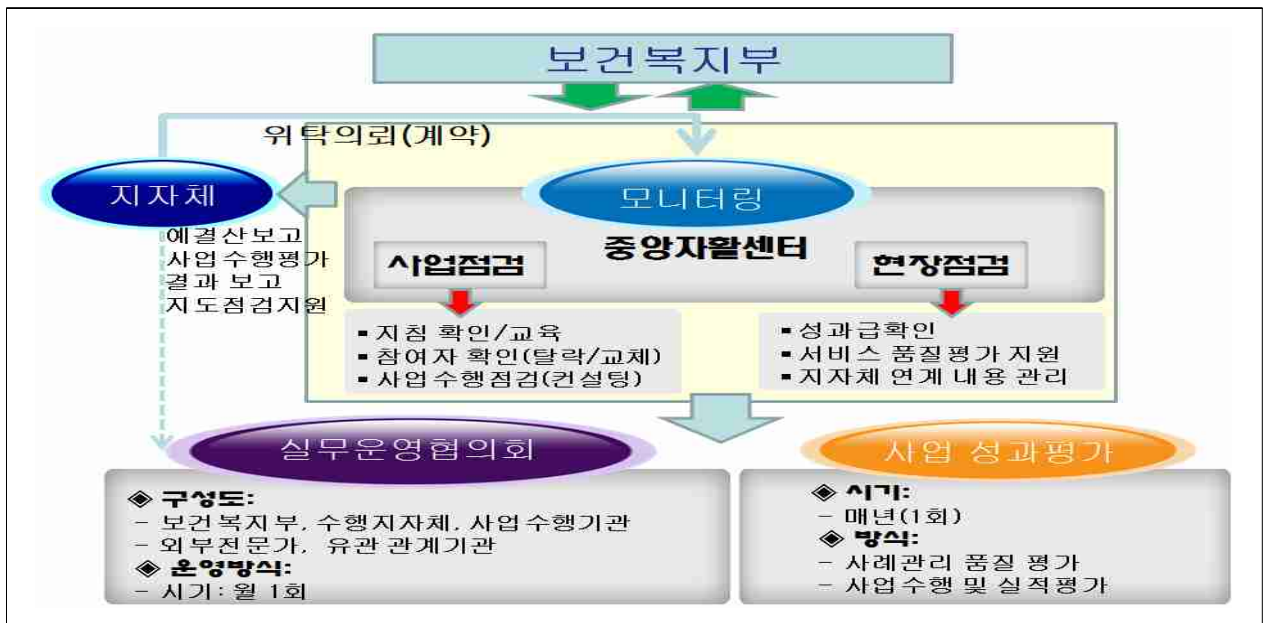 보건복지부
위탁의뢰(계약)
지자체
모니터링
예결산보고
사업수행평가
결과 보고
지도점검지원
중앙자활센터
사업점검
현장점검
▪ 지침 확인/교육
▪ 참여자 확인(탈락/교체)
▪ 사업수행점검(컨설팅)
▪ 성과급확인
▪ 서비스 품질평가 지원
▪ 지자체 연계 내용 관리
실무운영협의회
◈ 구성도:
– 보건복지부, 수행지자체, 사업수행기관
– 외부전문가, 유관 관계기관
◈ 운영방식:
– 시기: 월 1회
사업 성과평가
◈ 시기:
– 매년(1회)
◈ 방식:
– 사례관리 품질 평가
– 사업수행 및 실적평가